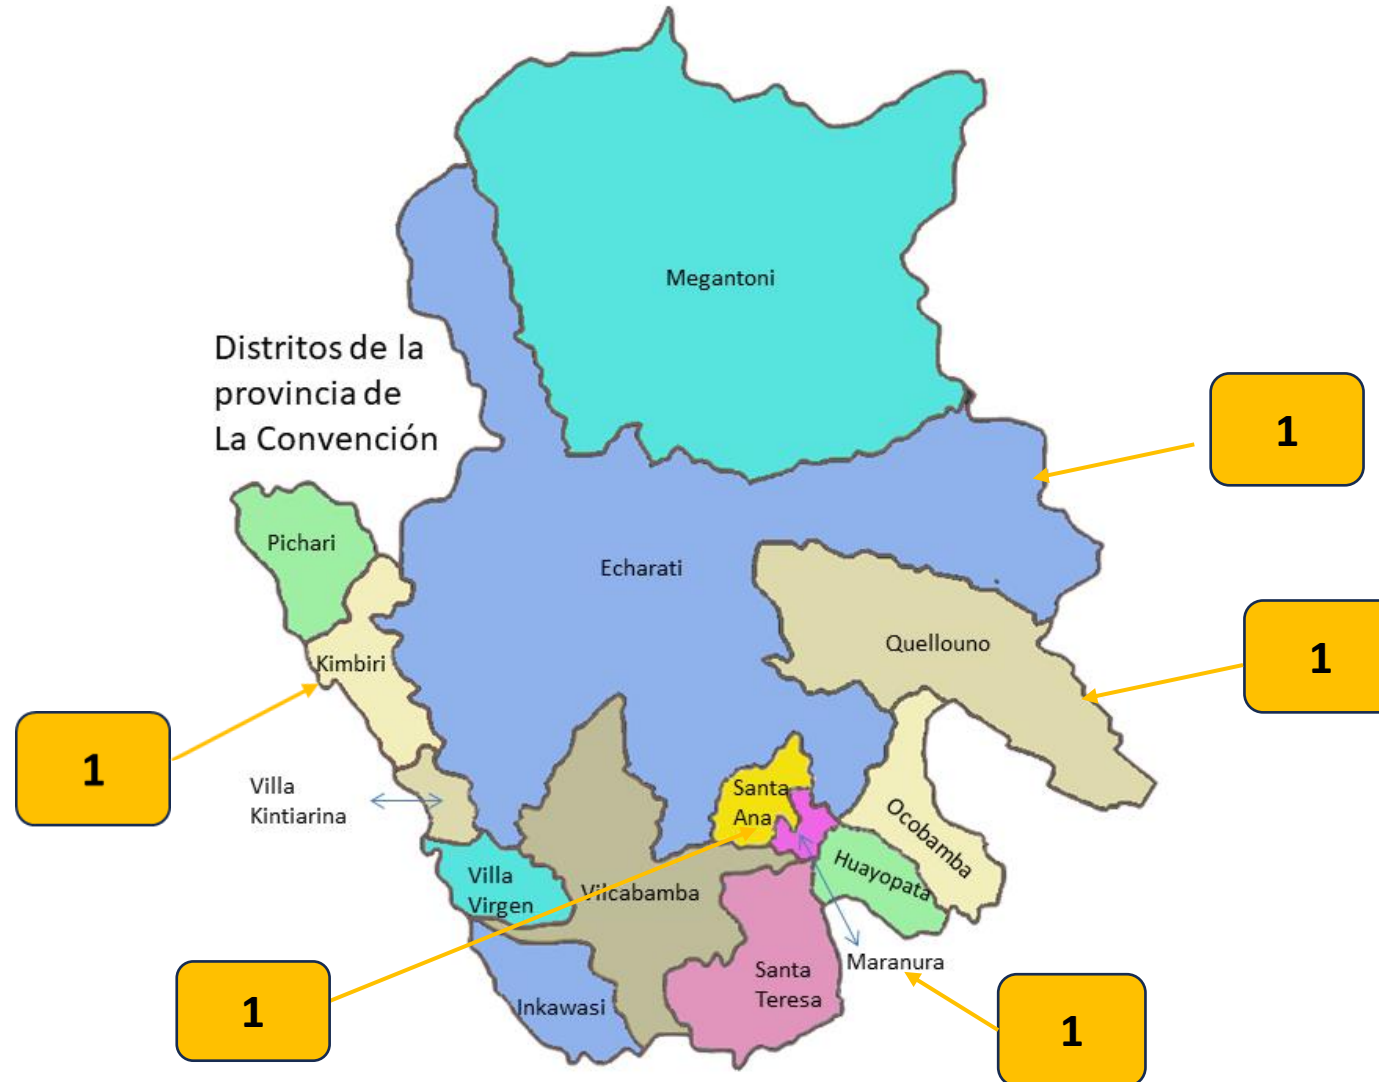 Megantoni
Distritos de la
provincia de
La Convención
1
Pichari
Echarati
Quellouno
1
Kimbiri
1
Villa
Kintiarina
Santa
Ana
Ocobamba
Huayopata
Villa
Virgen
Vilcabamba
Maranura
Santa
Teresa
Inkawasi
1
1